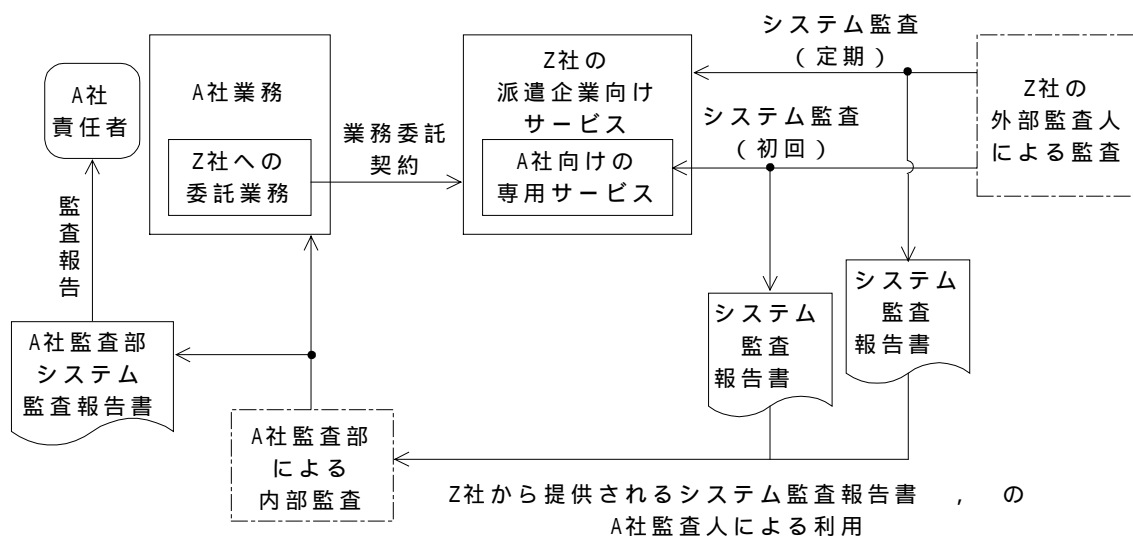 A社
責任者
A社業務
Z社への
委託業務
業務委託
契約
Z社の
派遣企業向け
サービス
A社向けの
専用サービス
システム監査
(定期)
システム監査
(初回)
Z社の
外部監査人
による監査
監査報告
A社監査部
システム
監査報告書
A社監査部
による
内部監査
システム
監査
報告書
システム
監査
報告書
Z社から提供されるシステム監査報告書 , の
A社監査人による利用